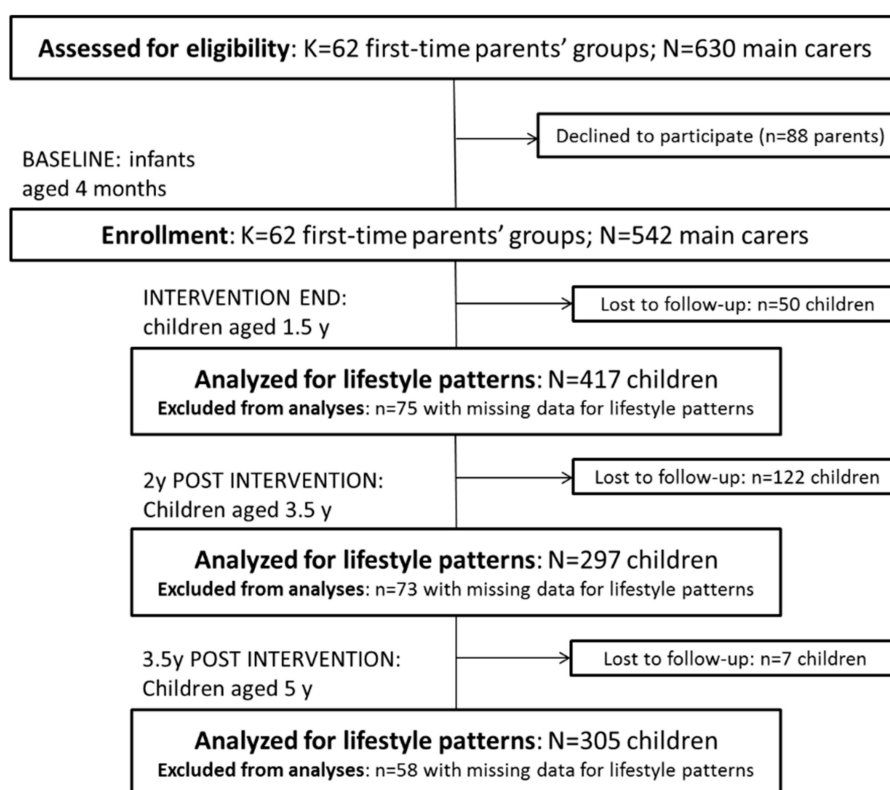 Assessed for eligibility: K=62 first-time parents' groups; N=630 main carers
Declined to participate (n=88 parents)
BASELINE: infants
aged 4 months
Enrollment: K=62 first-time parents' groups; N=542 main carers
INTERVENTION END:
children aged 1.5 y
Lost to follow-up: n=50 children
Analyzed for lifestyle patterns: N=417 children
Excluded from analyses: n=75 with missing data for lifestyle patterns
2y POST INTERVENTION:
Children aged 3.5 y
Lost to follow-up: n=122 children
Analyzed for lifestyle patterns: N=297 children
Excluded from analyses: n=73 with missing data for lifestyle patterns
3.5y POST INTERVENTION:
Children aged 5 y
Lost to follow-up: n=7 children
Analyzed for lifestyle patterns: N=305 children
Excluded from analyses: n=58 with missing data for lifestyle patterns